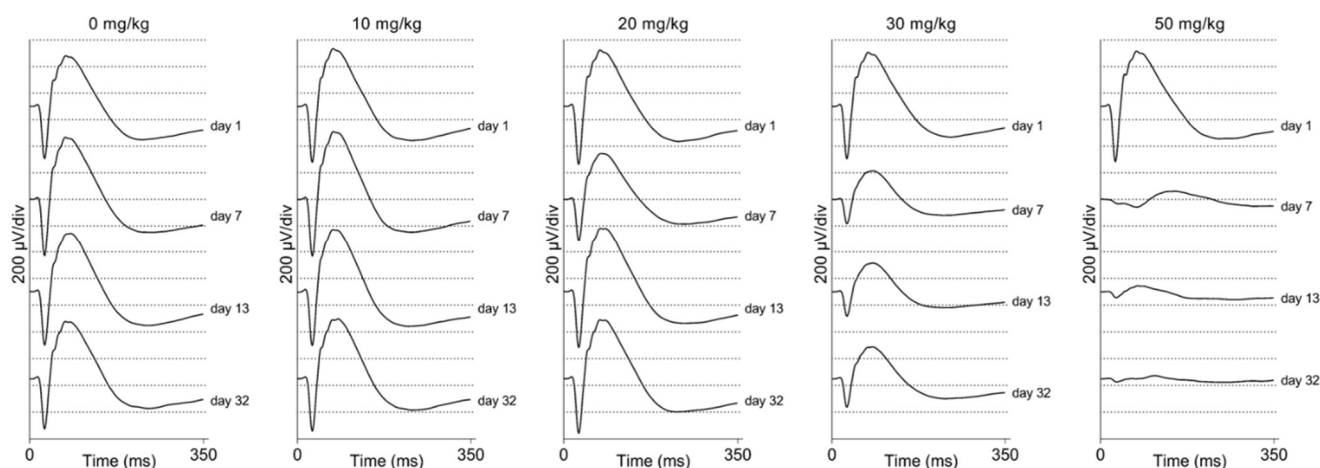 0 mg/kg
10 mg/kg
20 mg/kg
30 mg/kg
50 mg/kg
200 µV/div
day 1
day 7
day 13
day 32
0
Time (ms)
350
200 µV/div
day 1
day 7
day 13
day 32
0
Time (ms)
350
200 µV/div
day 1
day 7
day 13
day 32
0
Time (ms)
350
200 µV/div
day 1
day 7
day 13
day 32
0
Time (ms)
350
200 µV/div
day 1
day 7
day 13
day 32
0
Time (ms)
350